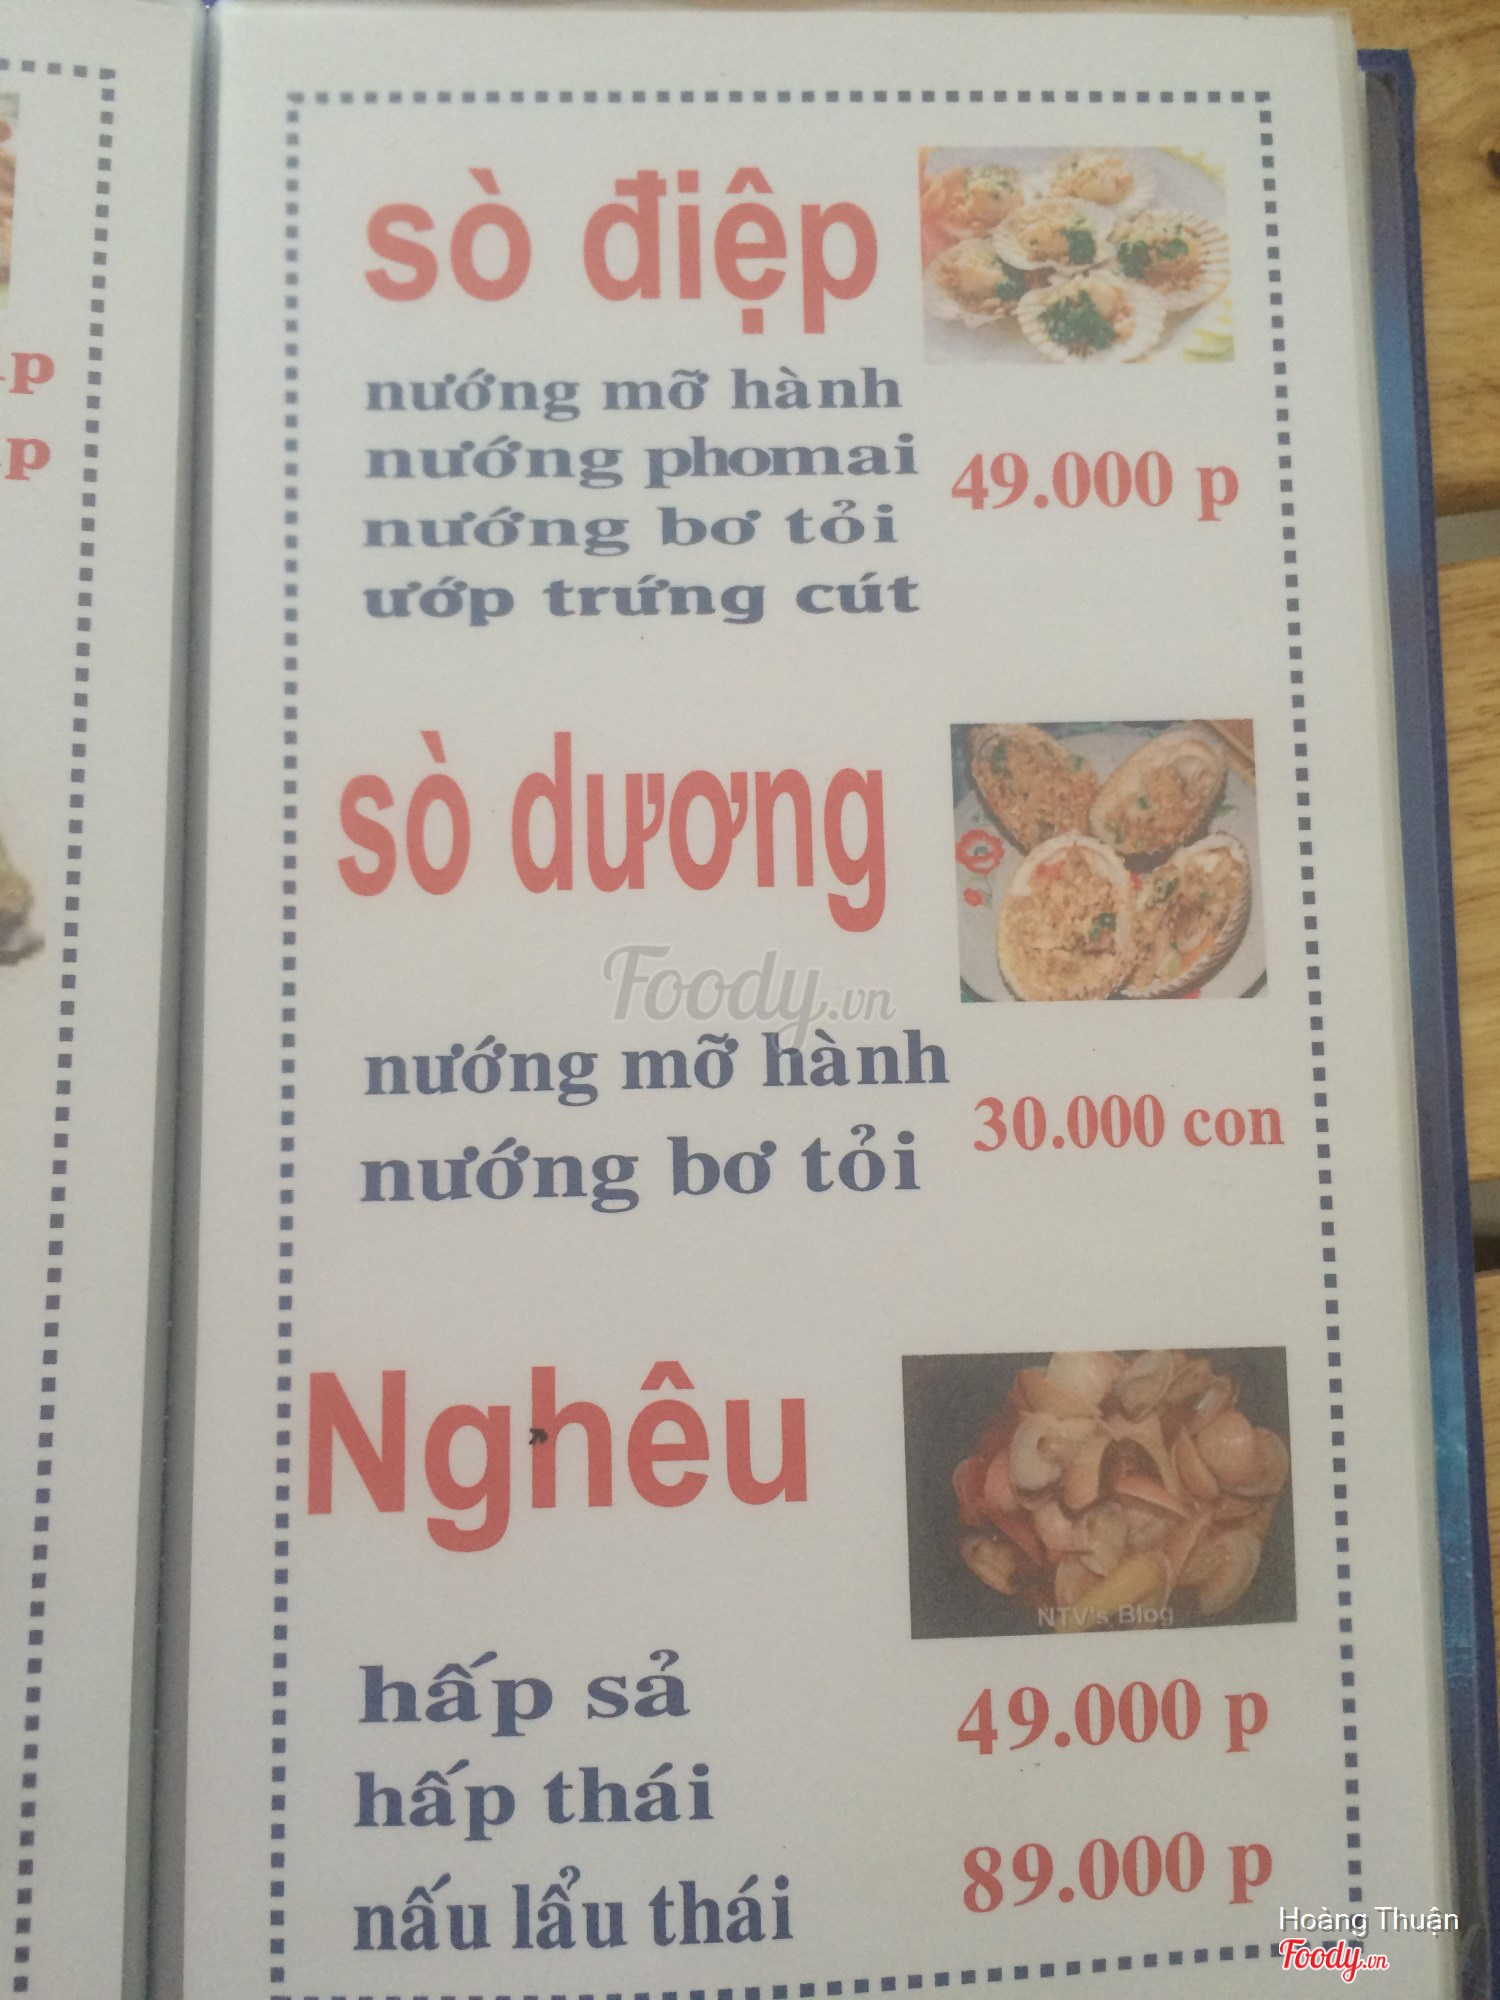 sò điệp
nướng mỡ hành
nướng phomai
nướng bơ tỏi
ướp trứng cút
49.000 p
sò dương
Foody.vn
nướng mỡ hành
nướng bơ tỏi
30.000 con
Nghêu
NTV's Blog
hấp sả
hấp thái
nấu lẩu thái
49.000 p
89.000 p
Hoàng Thuận
Foody.vn